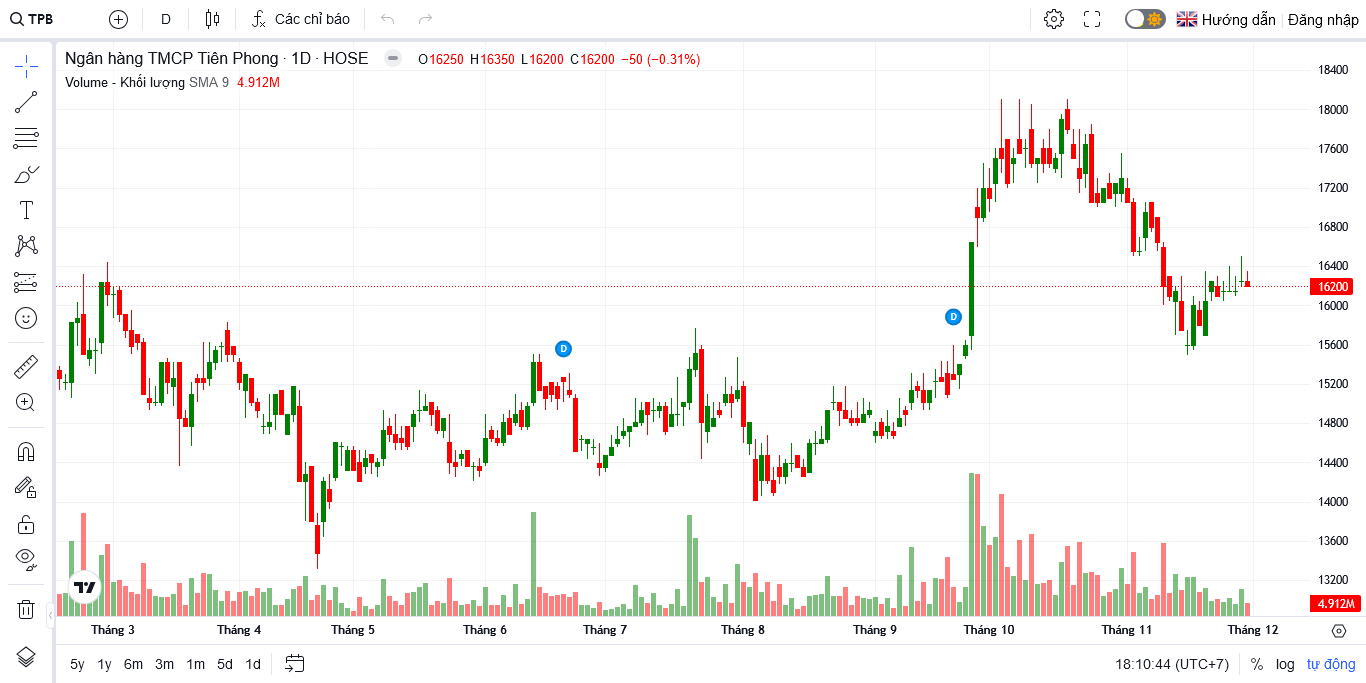 TPB D Các chỉ báo Hướng dẫn Đăng nhập
Ngân hàng TMCP Tiên Phong · 1D · HOSE O16250 H16350 L16200 C16200 −50 (−0.31%)
Volume - Khối lượng SMA 9 4.912M
18400
18000
17600
17200
16800
16400
16200
16000
15600
15200
14800
14400
14000
13600
13200
4.912M
D
D
Tháng 3 Tháng 4 Tháng 5 Tháng 6 Tháng 7 Tháng 8 Tháng 9 Tháng 10 Tháng 11 Tháng 12
5y 1y 6m 3m 1m 5d 1d 18:10:44 (UTC+7) % log tự động